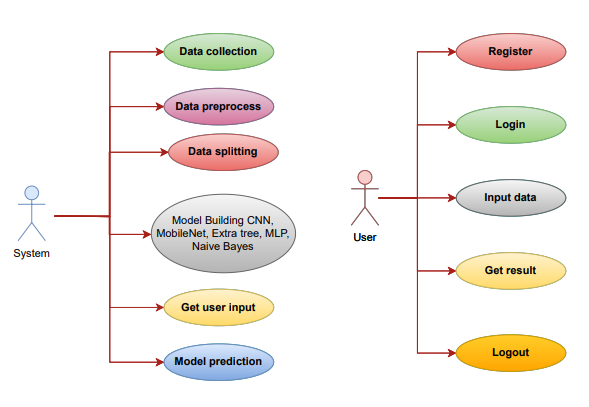 Data collection
Data preprocess
Data splitting
Model Building CNN,
MobileNet, Extra tree, MLP,
Naive Bayes
Get user input
Model prediction
System
Register
Login
Input data
Get result
Logout
User